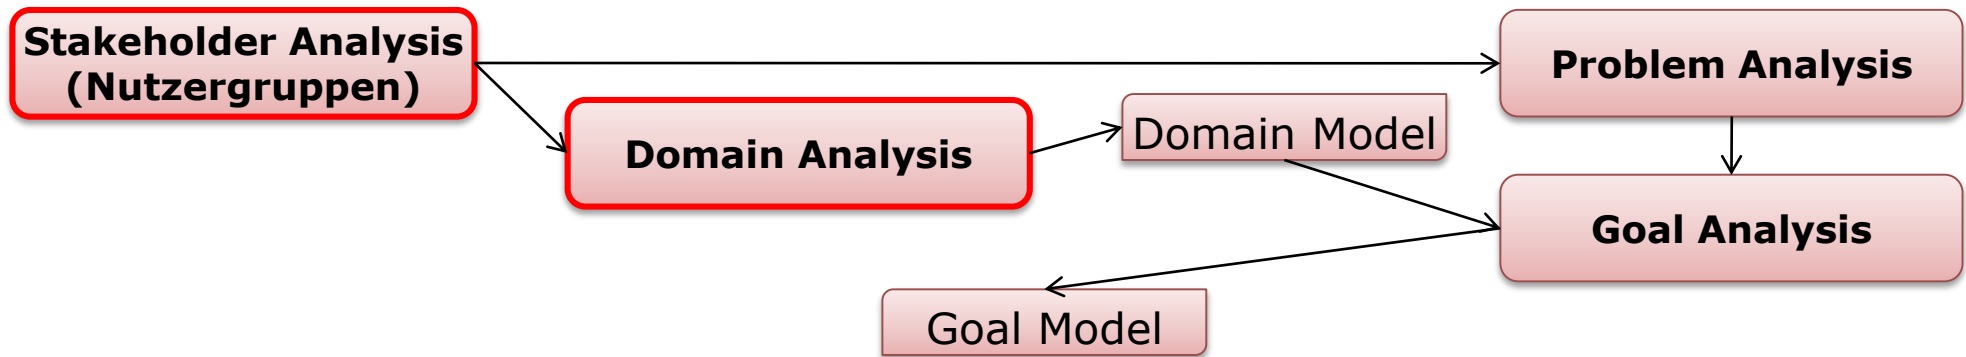 Stakeholder Analysis
(Nutzergruppen)
Problem Analysis
Domain Analysis
Domain Model
Goal Analysis
Goal Model